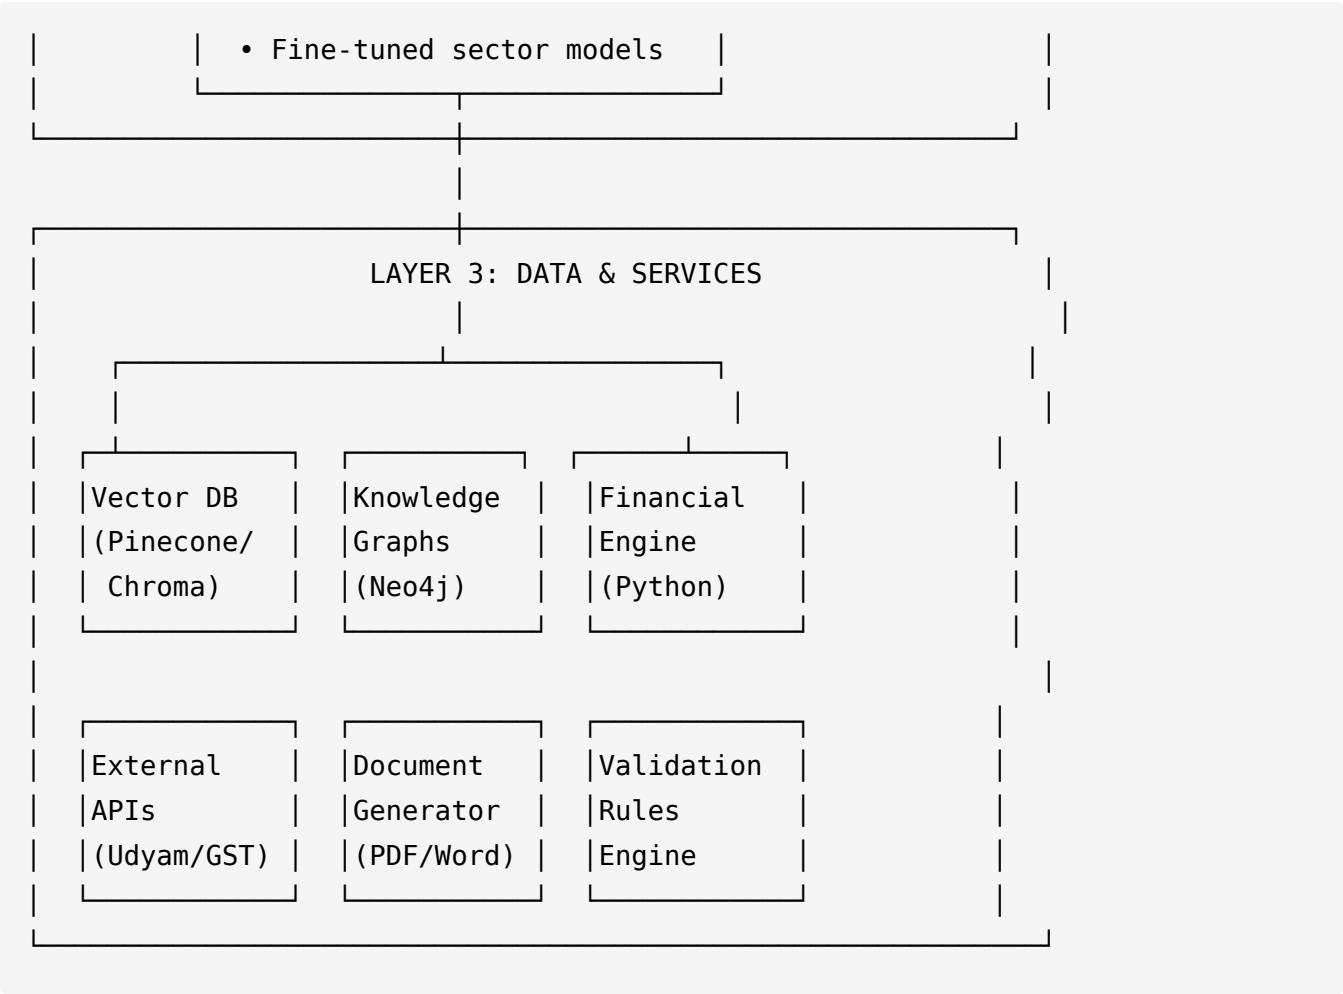 • Fine-tuned sector models
LAYER 3: DATA & SERVICES
Vector DB Knowledge Financial
(Pinecone/ Graphs Engine
Chroma) (Neo4j) (Python)
External Document Validation
APIs Generator Rules
(Udyam/GST) (PDF/Word) Engine